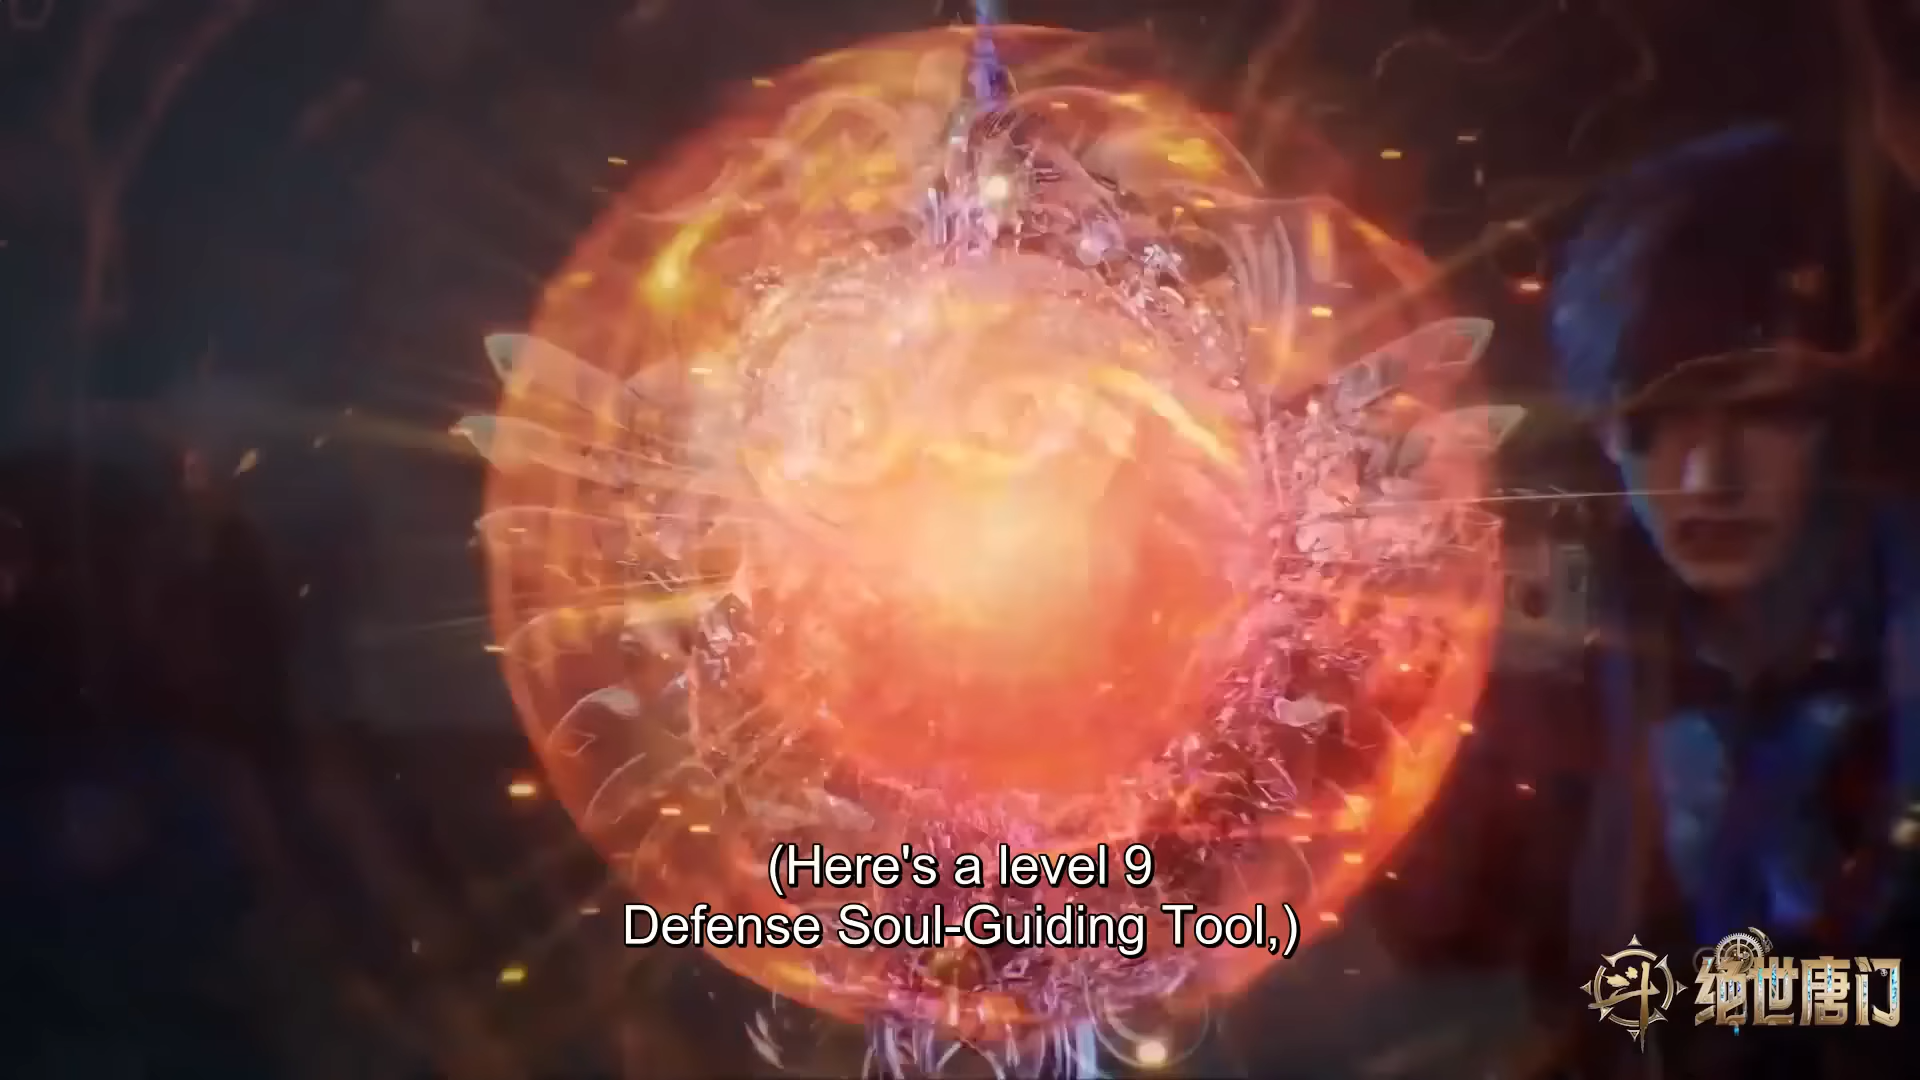 (Here's a level 9
Defense Soul-Guiding Tool,)
斗
绝世唐门